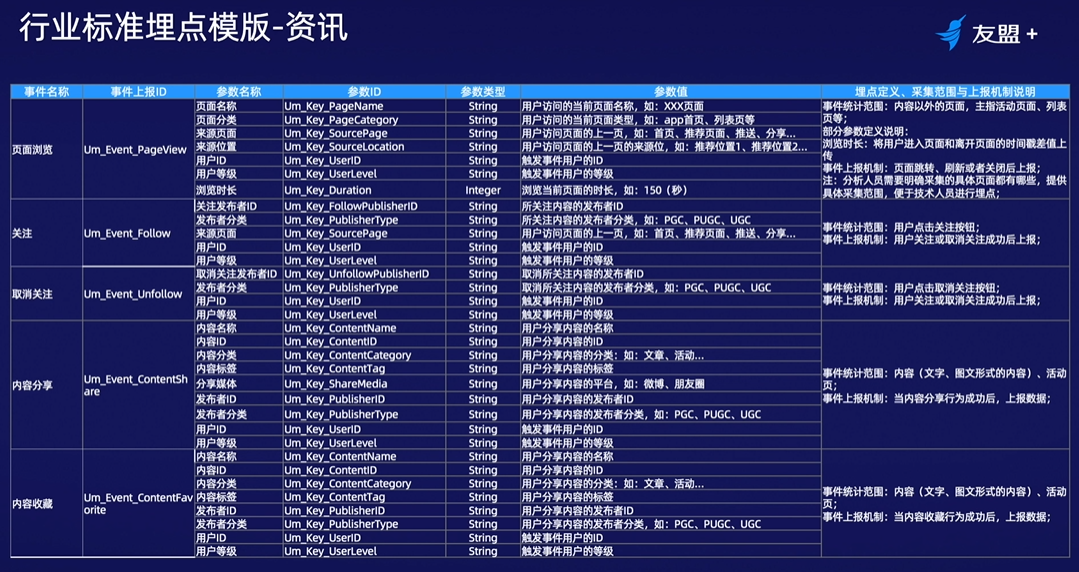 行业标准埋点模版-资讯
友盟+
事件名称 事件上报ID 参数名称 参数ID 参数类型 参数值 埋点定义、采集范围与上报机制说明
页面浏览 Um_Event_PageView
页面名称 Um_Key_PageName String 用户访问的当前页面名称，如：XXX页面
页面分类 Um_Key_PageCategory String 用户访问的当前页面类型，如：app首页、列表页等
来源页面 Um_Key_SourcePage String 用户访问页面的上一页，如：首页、推荐页面、推送、分享...
来源位置 Um_Key_SourceLocation String 用户访问页面的上一页的来源位，如：推荐位置1、推荐位置2...
用户ID Um_Key_UserID String 触发事件用户的ID
用户等级 Um_Key_UserLevel String 触发事件用户的等级
浏览时长 Um_Key_Duration Integer 浏览当前页面的时长，如：150（秒）
事件统计范围：内容以外的页面，主指活动页面、列表
页等；
部分参数定义说明：
浏览时长：将用户进入页面和离开页面的时间戳差值上
传
事件上报机制：页面跳转、刷新或者关闭后上报；
注：分析人员需要明确采集的具体页面都有哪些，提供
具体采集范围，便于技术人员进行埋点；
关注 Um_Event_Follow
关注发布者ID Um_Key_FollowPublisherID String 所关注内容的发布者ID
发布者分类 Um_Key_PublisherType String 所关注内容的发布者分类，如：PGC、PUGC、UGC
来源页面 Um_Key_SourcePage String 用户访问页面的上一页，如：首页、推荐页面、推送、分享...
用户ID Um_Key_UserID String 触发事件用户的ID
用户等级 Um_Key_UserLevel String 触发事件用户的等级
事件统计范围：用户点击关注按钮；
事件上报机制：用户关注或取消关注成功后上报；
取消关注 Um_Event_Unfollow
取消关注发布者ID Um_Key_UnfollowPublisherID String 取消所关注内容的发布者ID
发布者分类 Um_Key_PublisherType String 取消所关注内容的发布者分类，如：PGC、PUGC、UGC
用户ID Um_Key_UserID String 触发事件用户的ID
用户等级 Um_Key_UserLevel String 触发事件用户的等级
事件统计范围：用户点击取消关注按钮；
事件上报机制：用户关注或取消关注成功后上报；
内容分享 Um_Event_ContentSh
are
内容名称 Um_Key_ContentName String 用户分享内容的名称
内容ID Um_Key_ContentID String 用户分享内容的ID
内容分类 Um_Key_ContentCategory String 用户分享内容的分类：如：文章、活动...
内容标签 Um_Key_ContentTag String 用户分享内容的标签
分享媒体 Um_Key_ShareMedia String 用户分享内容的平台，如：微博、朋友圈
发布者ID Um_Key_PublisherID String 用户分享内容的发布者ID
发布者分类 Um_Key_PublisherType String 用户分享内容的发布者分类，如：PGC、PUGC、UGC
用户ID Um_Key_UserID String 触发事件用户的ID
用户等级 Um_Key_UserLevel String 触发事件用户的等级
事件统计范围：内容（文字、图文形式的内容）、活动
页；
事件上报机制：当内容分享行为成功后，上报数据；
内容收藏 Um_Event_ContentFav
orite
内容名称 Um_Key_ContentName String 用户分享内容的名称
内容ID Um_Key_ContentID String 用户分享内容的ID
内容分类 Um_Key_ContentCategory String 用户分享内容的分类：如：文章、活动...
内容标签 Um_Key_ContentTag String 用户分享内容的标签
发布者ID Um_Key_PublisherID String 用户分享内容的发布者ID
发布者分类 Um_Key_PublisherType String 用户分享内容的发布者分类，如：PGC、PUGC、UGC
用户ID Um_Key_UserID String 触发事件用户的ID
用户等级 Um_Key_UserLevel String 触发事件用户的等级
事件统计范围：内容（文字、图文形式的内容）、活动
页；
事件上报机制：当内容收藏行为成功后，上报数据；